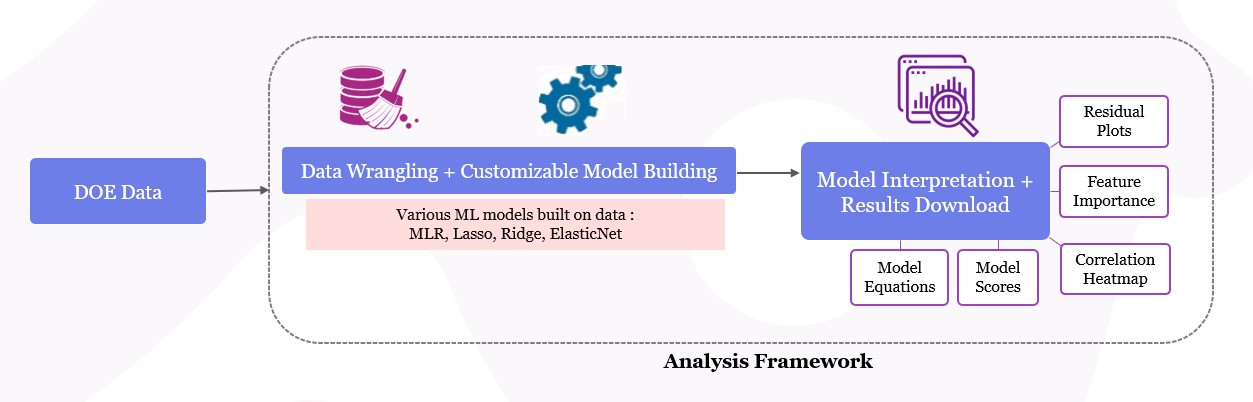 DOE Data
Data Wrangling + Customizable Model Building
Various ML models built on data :
MLR, Lasso, Ridge, ElasticNet
Model Interpretation +
Results Download
Residual
Plots
Feature
Importance
Correlation
Heatmap
Model
Equations
Model
Scores
Analysis Framework